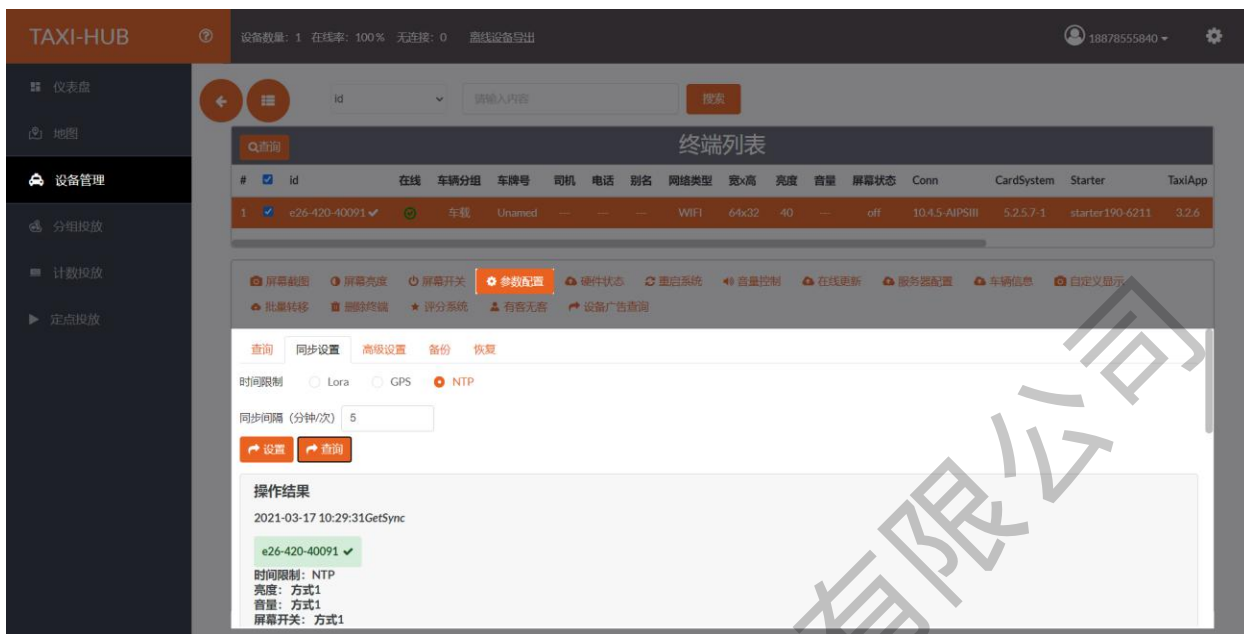 TAXI-HUB
设备数量: 1 在线率: 100% 无连接: 0 离线设备导出
18878555840
仪表盘
地图
设备管理
分组投放
计数投放
定点投放
id 请输入内容 搜索
查询 终端列表
# id 在线 车辆分组 车牌号 司机 电话 别名 网络类型 宽x高 亮度 音量 屏幕状态 Conn CardSystem Starter TaxiApp
1 e26-420-40091 车载 Unamed --- --- --- WIFI 64x32 40 --- off 10.4.5-AIPSIII 5.2.5.7-1 starter190-6211 3.2.6
屏幕截图 屏幕亮度 屏幕开关 参数配置 硬件状态 重启系统 音量控制 在线更新 服务器配置 车辆信息 自定义显示
批量转移 删除终端 评分系统 有客无客 设备广告查询
查询 同步设置 高级设置 备份 恢复
时间限制 Lora GPS NTP
同步间隔 (分钟/次) 5
设置 查询
操作结果
2021-03-17 10:29:31GetSync
e26-420-40091
时间限制: NTP
亮度: 方式1
音量: 方式1
屏幕开关: 方式1
有限公司